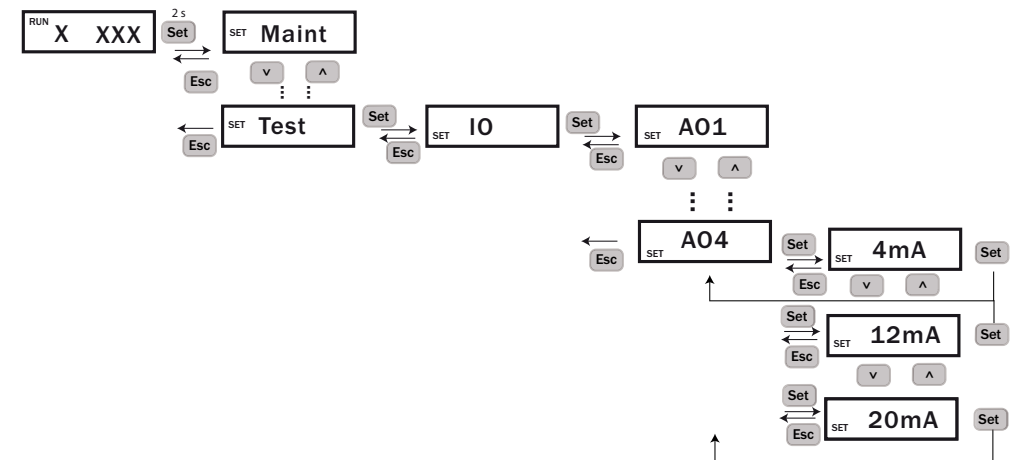 2 s
RUN X XXX Set SET Maint
Esc
v ʌ
SET Test Set SET IO Set SET AO1
Esc Esc Esc
v ʌ
SET AO4 Set SET 4mA Set
Esc Esc v ʌ
Set SET 12mA Set
Esc
v ʌ
Set SET 20mA Set
Esc